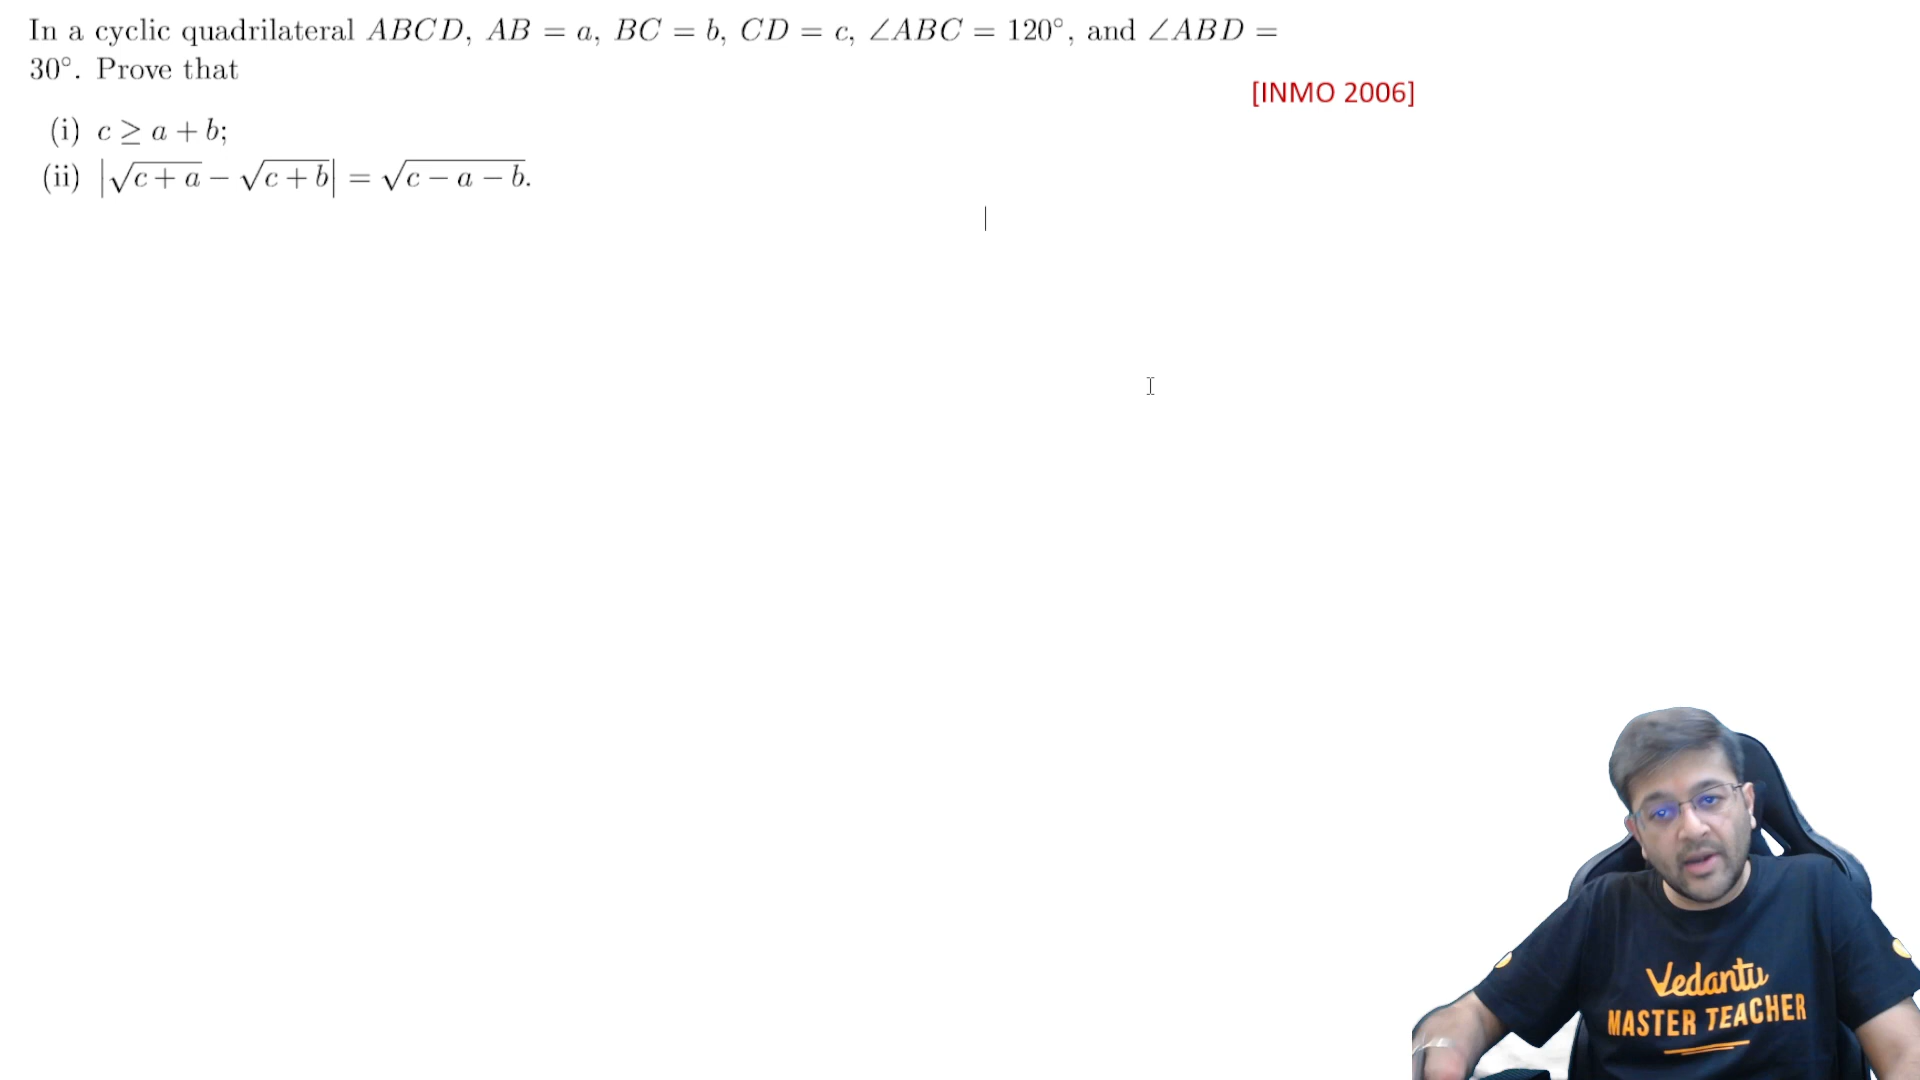 In a cyclic quadrilateral ABCD, AB = a, BC = b, CD = c, ∠ABC = 120°, and ∠ABD =
30°. Prove that
[INMO 2006]
(i) c ≥ a + b;
(ii) |√(c + a) − √(c + b)| = √(c − a − b).
Vedantu
MASTER TEACHER